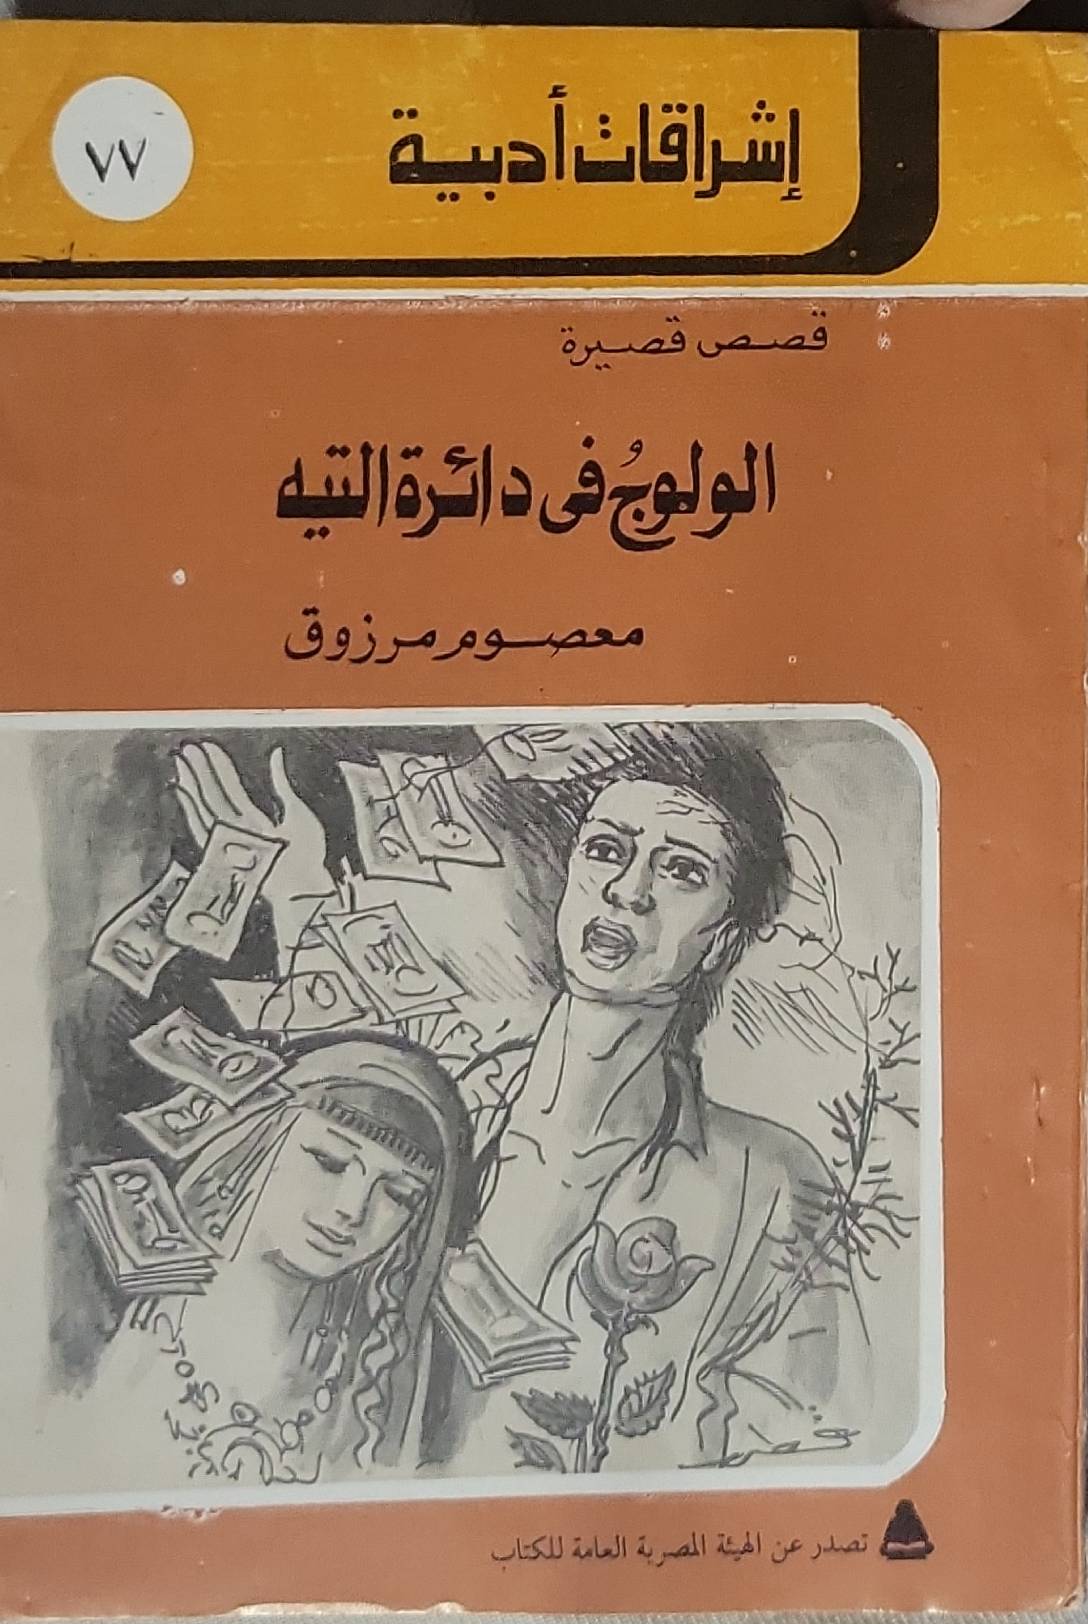 إشراقات أدبية
٧٧
قصص قصيرة
الولوجُ فى دائرة التيه
معصوم مرزوق
تصدر عن الهيئة المصرية العامة للكتاب